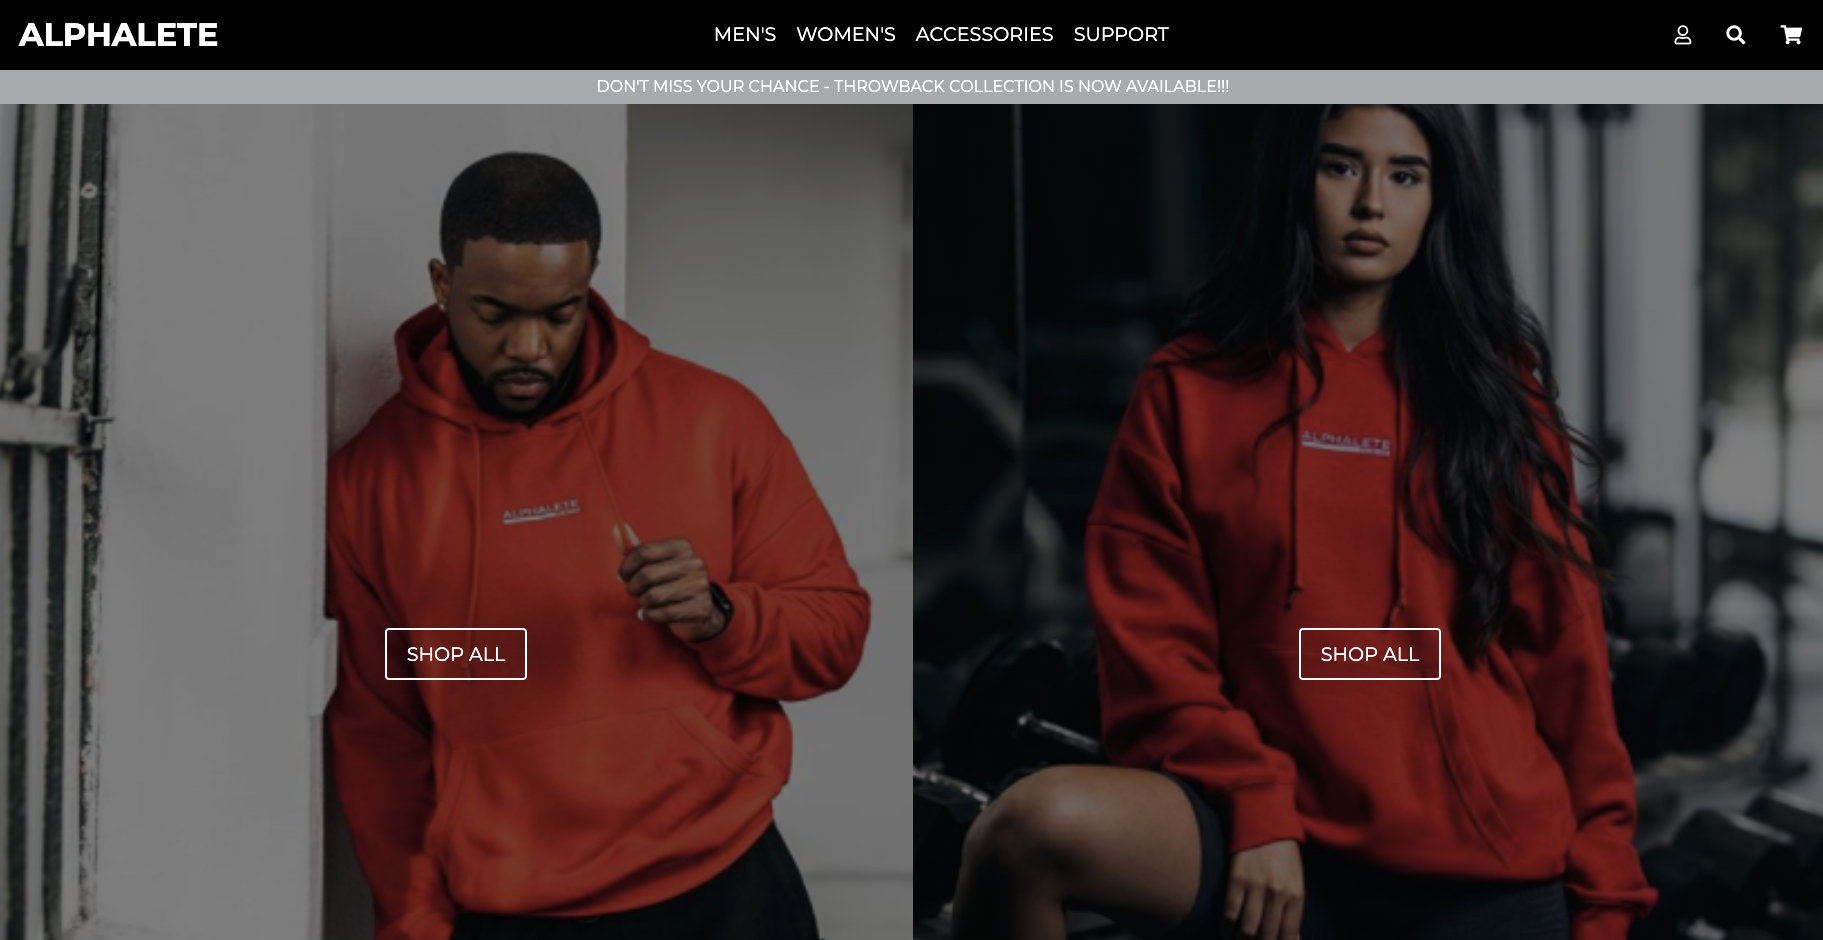 ALPHALETE
MEN'S WOMEN'S ACCESSORIES SUPPORT
DON'T MISS YOUR CHANCE - THROWBACK COLLECTION IS NOW AVAILABLE!!!
ALPHALETE
ALPHALETE
SHOP ALL
SHOP ALL